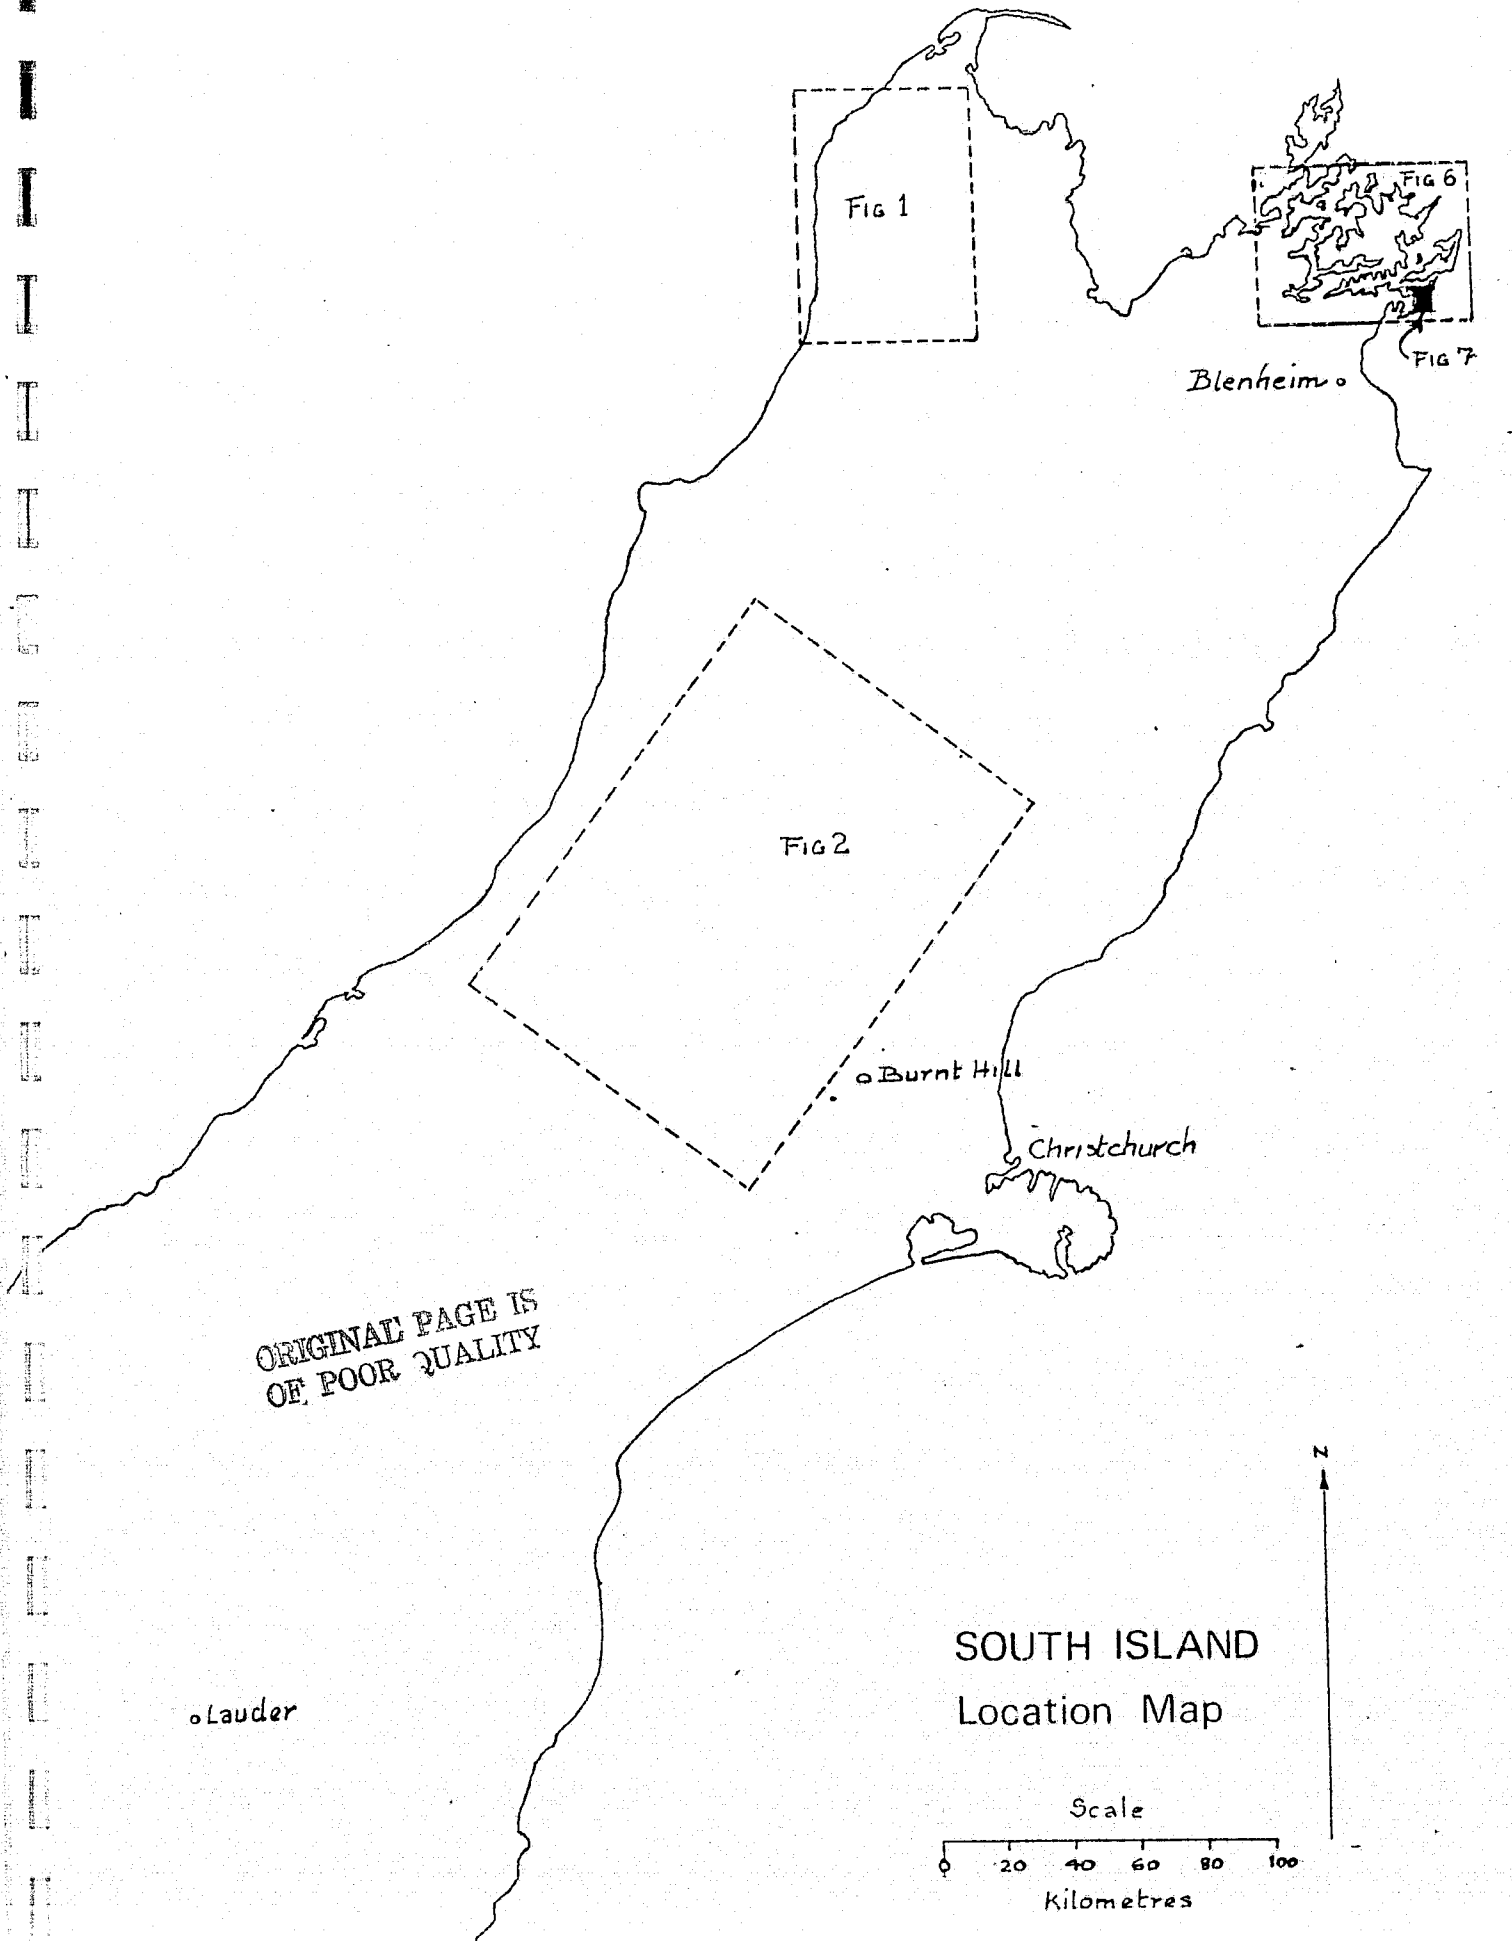 FIG 1
FIG 6
FIG 7
Blenheim
FIG 2
Burnt Hill
Christchurch
ORIGINAL PAGE IS
OF POOR QUALITY
N
SOUTH ISLAND
Location Map
Lauder
Scale
0 20 40 60 80 100
Kilometres